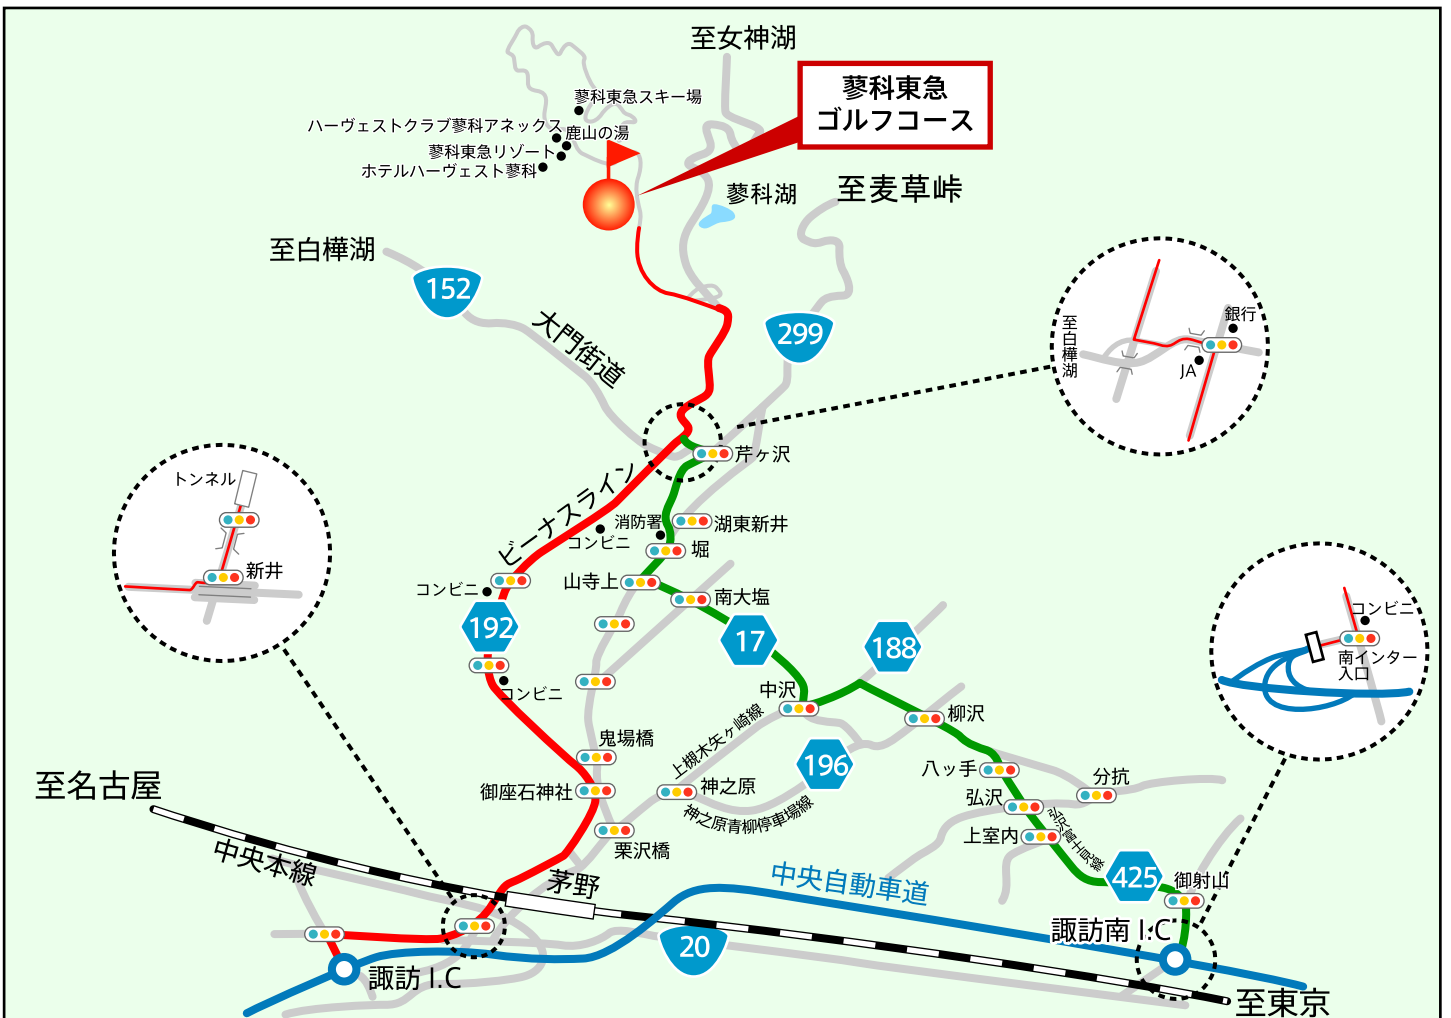 至女神湖
蓼科東急
ゴルフコース
蓼科東急スキー場
ハーヴェストクラブ蓼科アネックス
鹿山の湯
蓼科東急リゾート
ホテルハーヴェスト蓼科
蓼科湖
至麦草峠
至白樺湖
152
大門街道
299
至白樺湖
銀行
JA
芹ヶ沢
ビーナスライン
トンネル
新井
消防署
コンビニ
湖東新井
堀
山寺上
コンビニ
南大塩
192
17
188
コンビニ
南インター
入口
コンビニ
中沢
柳沢
上槻木矢ヶ崎線
鬼場橋
196
八ッ手
分抗
至名古屋
御座石神社
神之原
神之原青柳停車場線
弘沢
弘沢富士見線
上室内
栗沢橋
中央本線
茅野
中央自動車道
425
御射山
諏訪南 I.C
20
諏訪 I.C
至東京